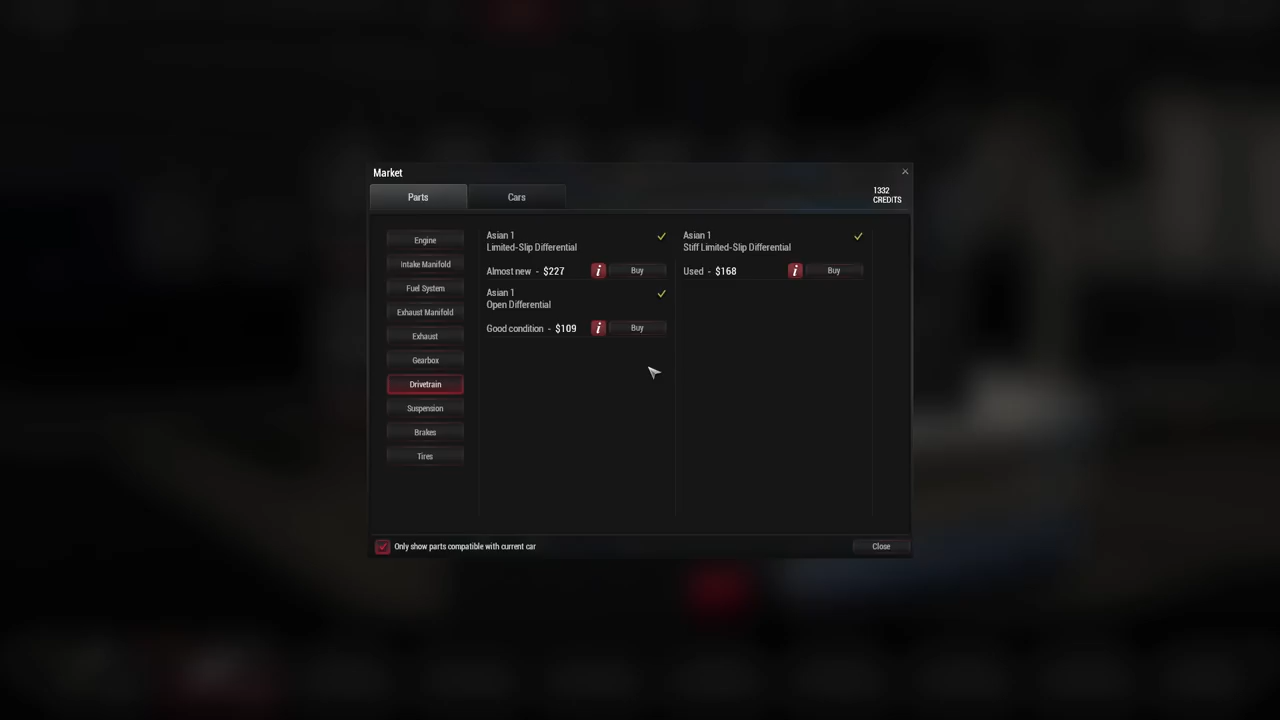 Market
Parts
Cars
1332
CREDITS
Engine
Intake Manifold
Fuel System
Exhaust Manifold
Exhaust
Gearbox
Drivetrain
Suspension
Brakes
Tires
Asian 1
Limited-Slip Differential
Almost new - $227
i
Buy
Asian 1
Open Differential
Good condition - $109
i
Buy
Asian 1
Stiff Limited-Slip Differential
Used - $168
i
Buy
Only show parts compatible with current car
Close